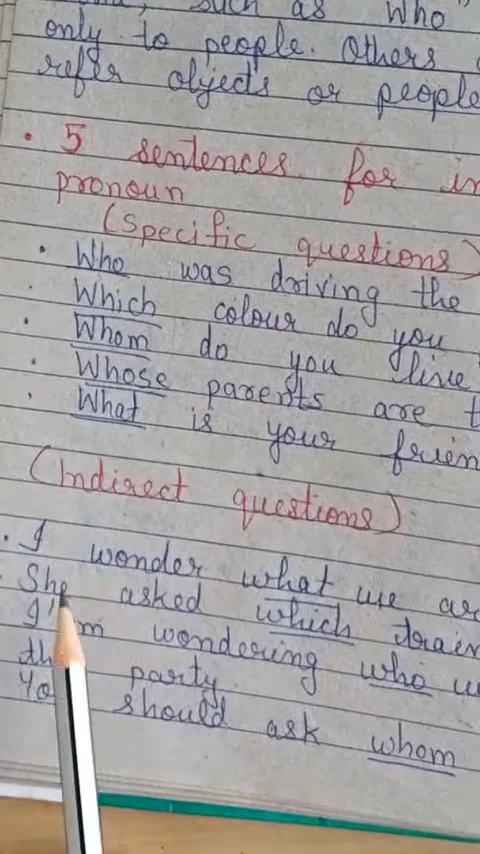 such as Who
only to people. Others
refer objects or people
• 5 sentences for in
pronoun
(Specific questions)
• Who was driving the
• Which colour do you
• Whom do you live
• Whose parents are t
• What is your frien
(Indirect questions)
• I wonder what we ar
• She asked which train
I'm wondering who w
the party.
should ask whom